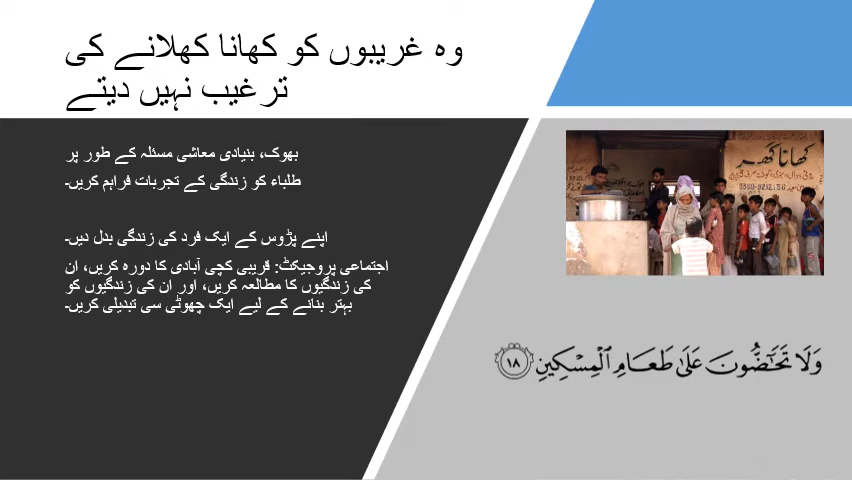 وہ غریبوں کو کھانا کھلانے کی
ترغیب نہیں دیتے
بھوک، بنیادی معاشی مسئلہ کے طور پر
طلباء کو زندگی کے تجربات فراہم کریں۔
اپنے پڑوس کے ایک فرد کی زندگی بدل دیں۔
اجتماعی پروجیکٹ: قریبی کچی آبادی کا دورہ کریں، ان
کی زندگیوں کا مطالعہ کریں، اور ان کی زندگیوں کو
بہتر بنانے کے لیے ایک چھوٹی سی تبدیلی کریں۔
کھانا گھر
وَلَا تَحَٰٓضُّونَ عَلَىٰ طَعَامِ ٱلْمِسْكِينِ ١٨